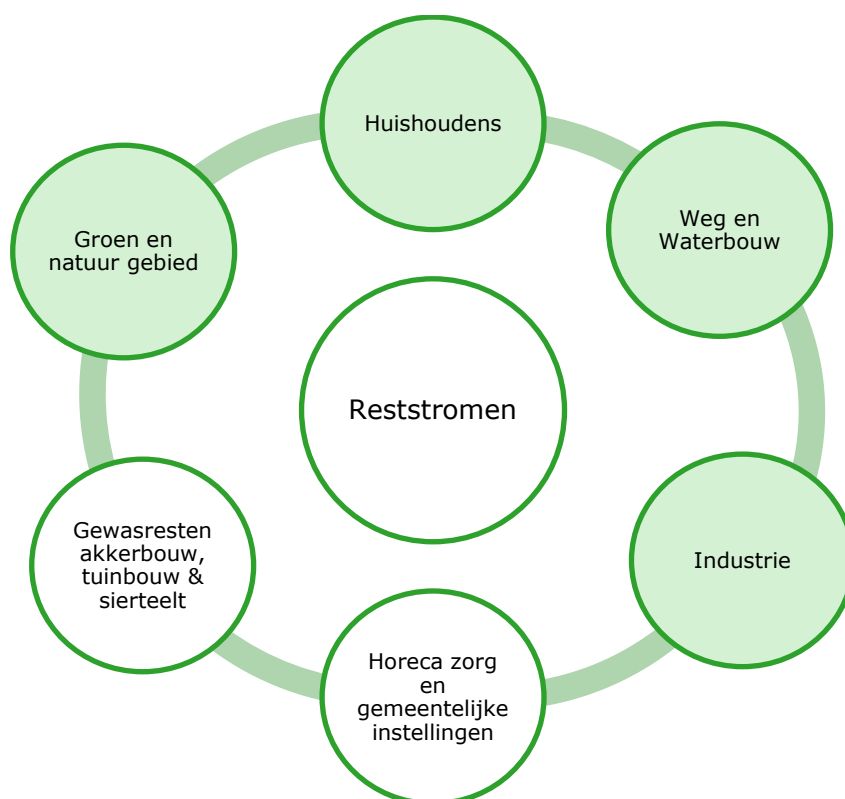 Huishoudens
Weg en
Waterbouw
Groen en
natuur gebied
Reststromen
Gewasresten
akkerbouw,
tuinbouw &
sierteelt
Industrie
Horeca zorg
en
gemeentelijke
instellingen